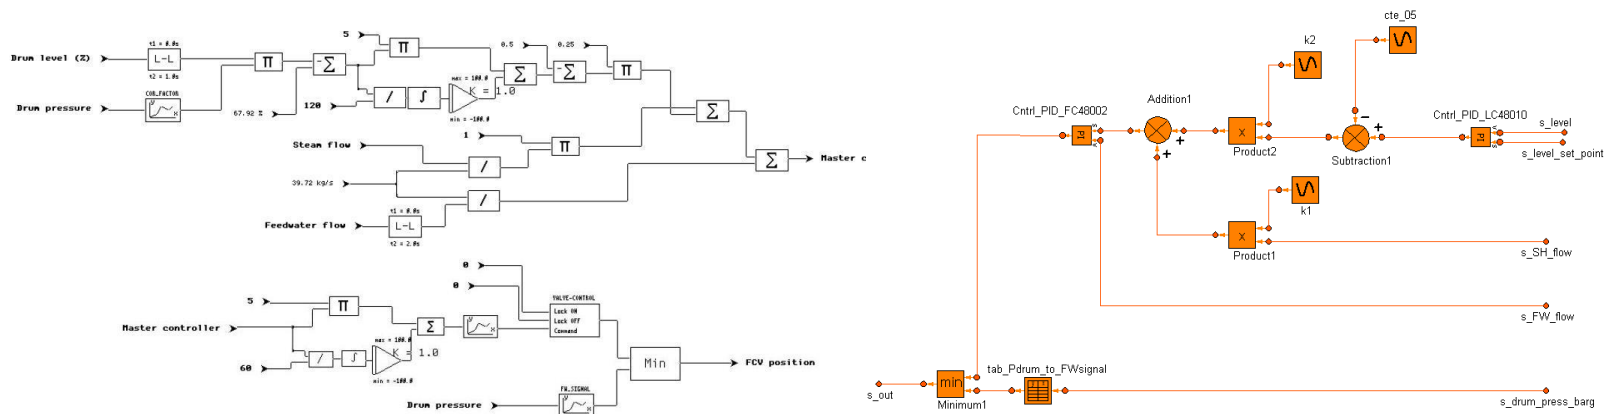 t1 = 0.0s
Drum level (%)
L-L
t2 = 1.0s
Π
-Σ
5
Π
0.5
0.25
Σ
-Σ
Π
max = 100.0
K = 1.0
min = -100.0
Drum pressure
COR_FACTOR
y
x
67.92 %
120
/
∫
Σ
1
Steam flow
Π
/
Σ
Master c
39.72 kg/s
/
t1 = 0.0s
Feedwater flow
L-L
t2 = 2.0s
0
0
VALVE-CONTROL
Lock ON
Lock OFF
Command
5
Π
Master controller
Σ
y
x
max = 100.0
K = 1.0
60
/
∫
min = -100.0
Min
FCV position
FW_SIGNAL
Drum pressure
y
x
cte_05
k2
Cntrl_PID_FC48002
Addition1
Cntrl_PID_LC48010
s_level
PI
s
v
+
+
x
Product2
−
+
Subtraction1
PI
v
s
s_level_set_point
k1
x
Product1
s_SH_flow
s_FW_flow
tab_Pdrum_to_FWsignal
s_out
min
Minimum1
s_drum_press_barg